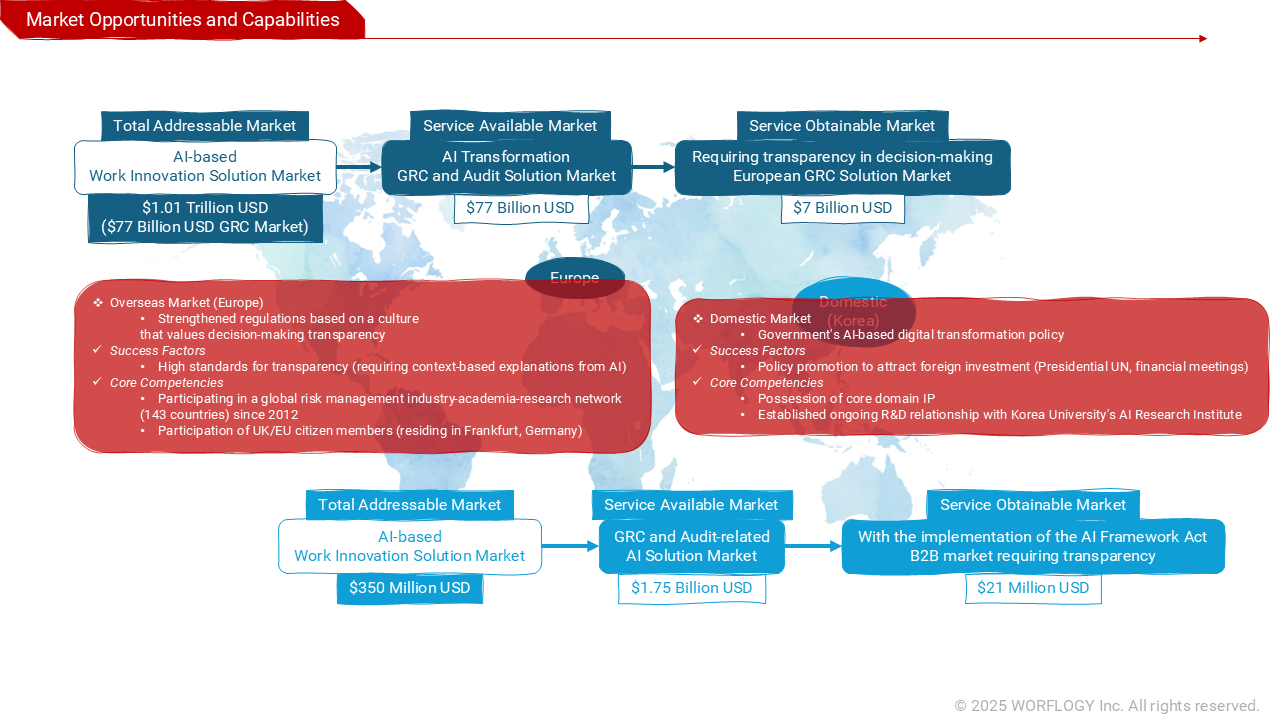 Market Opportunities and Capabilities
Total Addressable Market
AI-based
Work Innovation Solution Market
$1.01 Trillion USD
($77 Billion USD GRC Market)
Service Available Market
AI Transformation
GRC and Audit Solution Market
$77 Billion USD
Service Obtainable Market
Requiring transparency in decision-making
European GRC Solution Market
$7 Billion USD
Europe
❖ Overseas Market (Europe)
▪ Strengthened regulations based on a culture
that values decision-making transparency
✓ Success Factors
▪ High standards for transparency (requiring context-based explanations from AI)
✓ Core Competencies
▪ Participating in a global risk management industry-academia-research network
(143 countries) since 2012
▪ Participation of UK/EU citizen members (residing in Frankfurt, Germany)
Domestic
(Korea)
❖ Domestic Market
▪ Government's AI-based digital transformation policy
✓ Success Factors
▪ Policy promotion to attract foreign investment (Presidential UN, financial meetings)
✓ Core Competencies
▪ Possession of core domain IP
▪ Established ongoing R&D relationship with Korea University's AI Research Institute
Total Addressable Market
AI-based
Work Innovation Solution Market
$350 Million USD
Service Available Market
GRC and Audit-related
AI Solution Market
$1.75 Billion USD
Service Obtainable Market
With the implementation of the AI Framework Act
B2B market requiring transparency
$21 Million USD
© 2025 WORFLOGY Inc. All rights reserved.